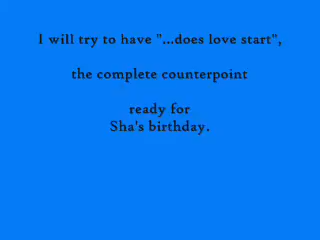 I will try to have "...does love start",
the complete counterpoint
ready for
Sha's birthday.